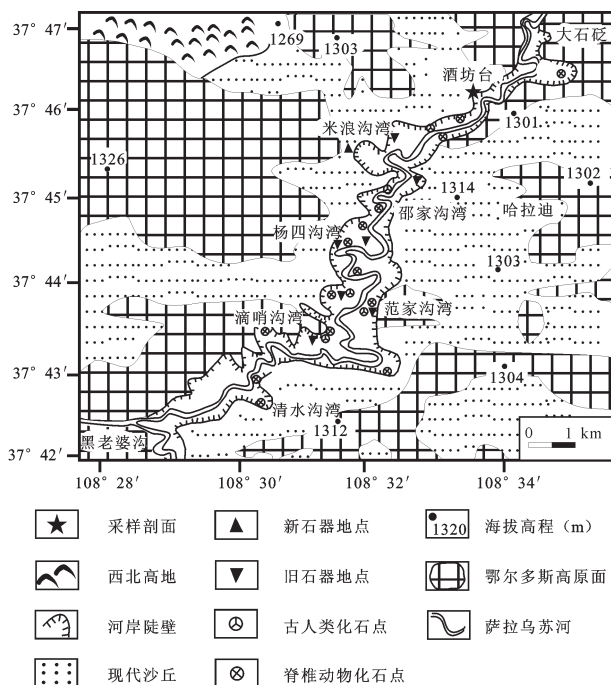 37° 47′
1269
1303
大石砭
酒坊台
37° 46′
米浪沟湾
1301
1326
1302
37° 45′
1314
邵家沟湾
哈拉迪
杨四沟湾
1303
37° 44′
滴哨沟湾
范家沟湾
37° 43′
1304
清水沟湾
1312
0 1 km
黑老婆沟
37° 42′
108° 28′ 108° 30′ 108° 32′ 108° 34′
采样剖面 新石器地点 1320 海拔高程（m）
西北高地 旧石器地点 鄂尔多斯高原面
河岸陡壁 古人类化石点 萨拉乌苏河
现代沙丘 脊椎动物化石点